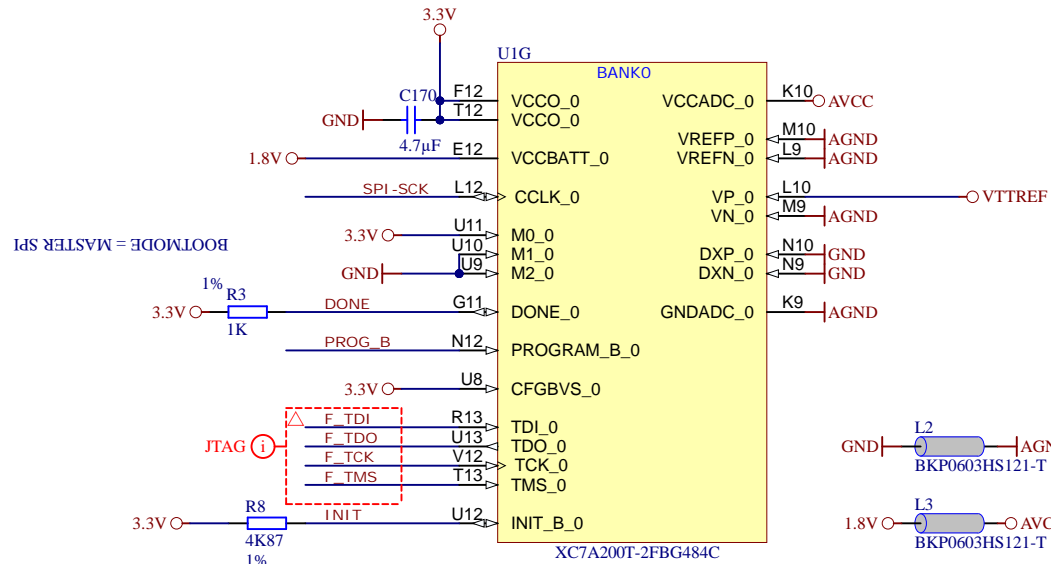 3.3V
U1G
BANK0
F12 VCCO_0
T12 VCCO_0
C170
GND
4.7µF
1.8V E12 VCCBATT_0
SPI-SCK L12 CCLK_0
3.3V U11 M0_0
U10 M1_0
GND U9 M2_0
BOOTMODE = MASTER SPI
1%
R3
3.3V DONE G11 DONE_0
1K
PROG_B N12 PROGRAM_B_0
3.3V U8 CFGBVS_0
JTAG i
F_TDI R13 TDI_0
F_TDO U13 TDO_0
F_TCK V12 TCK_0
F_TMS T13 TMS_0
R8
3.3V INIT U12 INIT_B_0
4K87
1%
VCCADC_0 K10 AVCC
VREFP_0 M10 AGND
VREFN_0 L9 AGND
VP_0 L10 VTTREF
VN_0 M9 AGND
DXP_0 N10 GND
DXN_0 N9 GND
GNDADC_0 K9 AGND
XC7A200T-2FBG484C
L2
GND AGN
BKP0603HS121-T
L3
1.8V AVC
BKP0603HS121-T